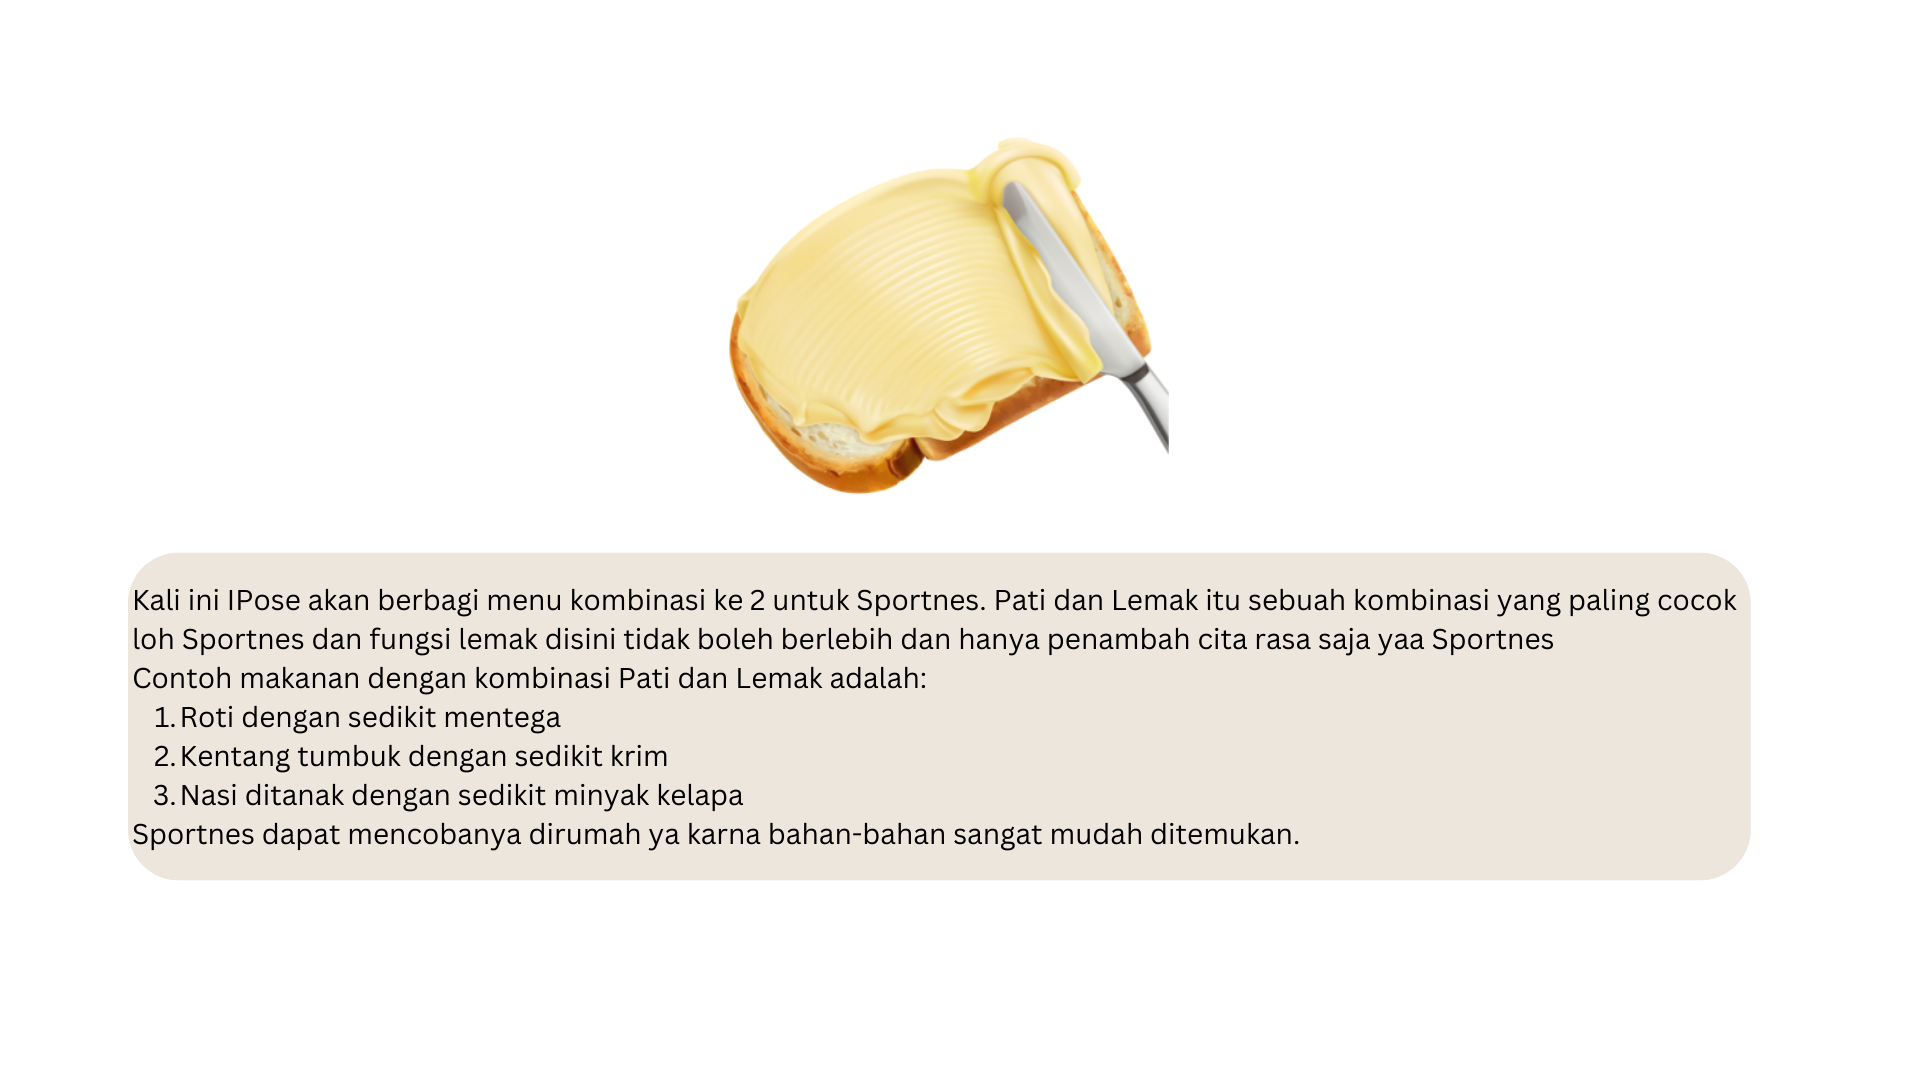 Kali ini IPose akan berbagi menu kombinasi ke 2 untuk Sportnes. Pati dan Lemak itu sebuah kombinasi yang paling cocok
loh Sportnes dan fungsi lemak disini tidak boleh berlebih dan hanya penambah cita rasa saja yaa Sportnes
Contoh makanan dengan kombinasi Pati dan Lemak adalah:
1. Roti dengan sedikit mentega
2. Kentang tumbuk dengan sedikit krim
3. Nasi ditanak dengan sedikit minyak kelapa
Sportnes dapat mencobanya dirumah ya karna bahan-bahan sangat mudah ditemukan.